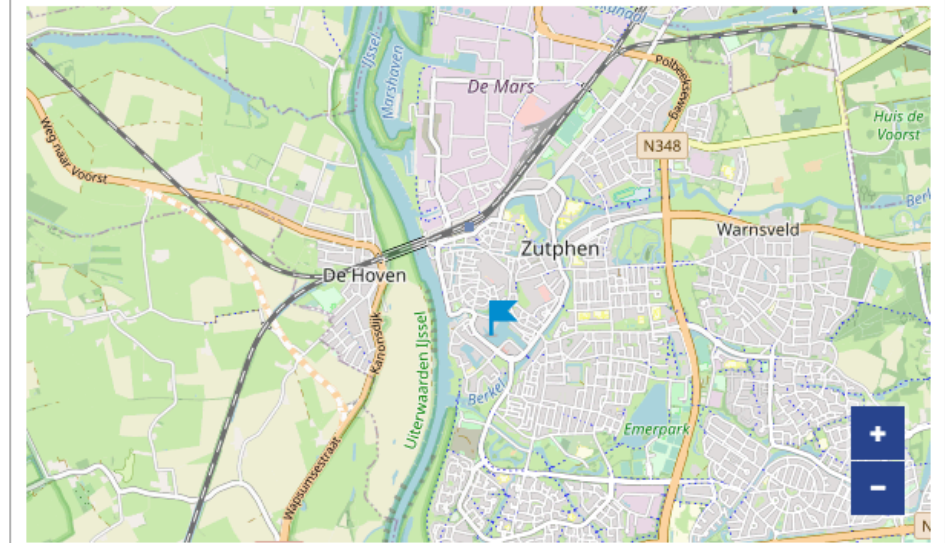 IJssel
Marshaven
De Mars
Polbeekseweg
Huis de
Voorst
N348
Weg naar Voorst
Warnsveld
Zutphen
De Hoven
Kanonsdijk
Uiterwaarden IJssel
Berkel
Emerpark
Wapsumsestraat
+
−
N